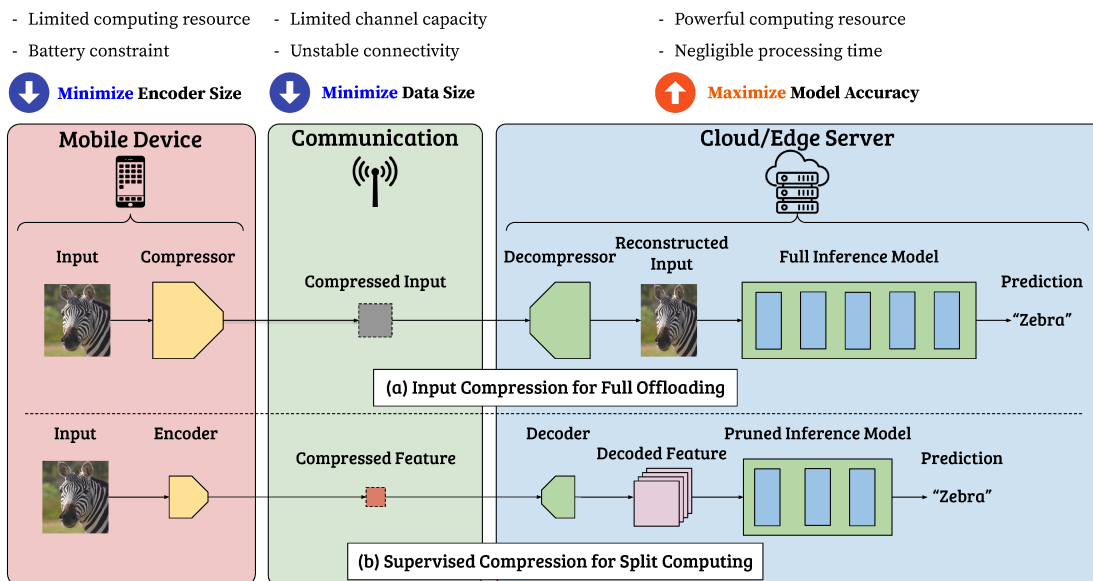 - Limited computing resource
- Battery constraint
Minimize Encoder Size
- Limited channel capacity
- Unstable connectivity
Minimize Data Size
- Powerful computing resource
- Negligible processing time
Maximize Model Accuracy
Mobile Device
Communication
Cloud/Edge Server
Input
Compressor
Compressed Input
Decompressor
Reconstructed
Input
Full Inference Model
Prediction
“Zebra”
(a) Input Compression for Full Offloading
Input
Encoder
Compressed Feature
Decoder
Decoded Feature
Pruned Inference Model
Prediction
“Zebra”
(b) Supervised Compression for Split Computing